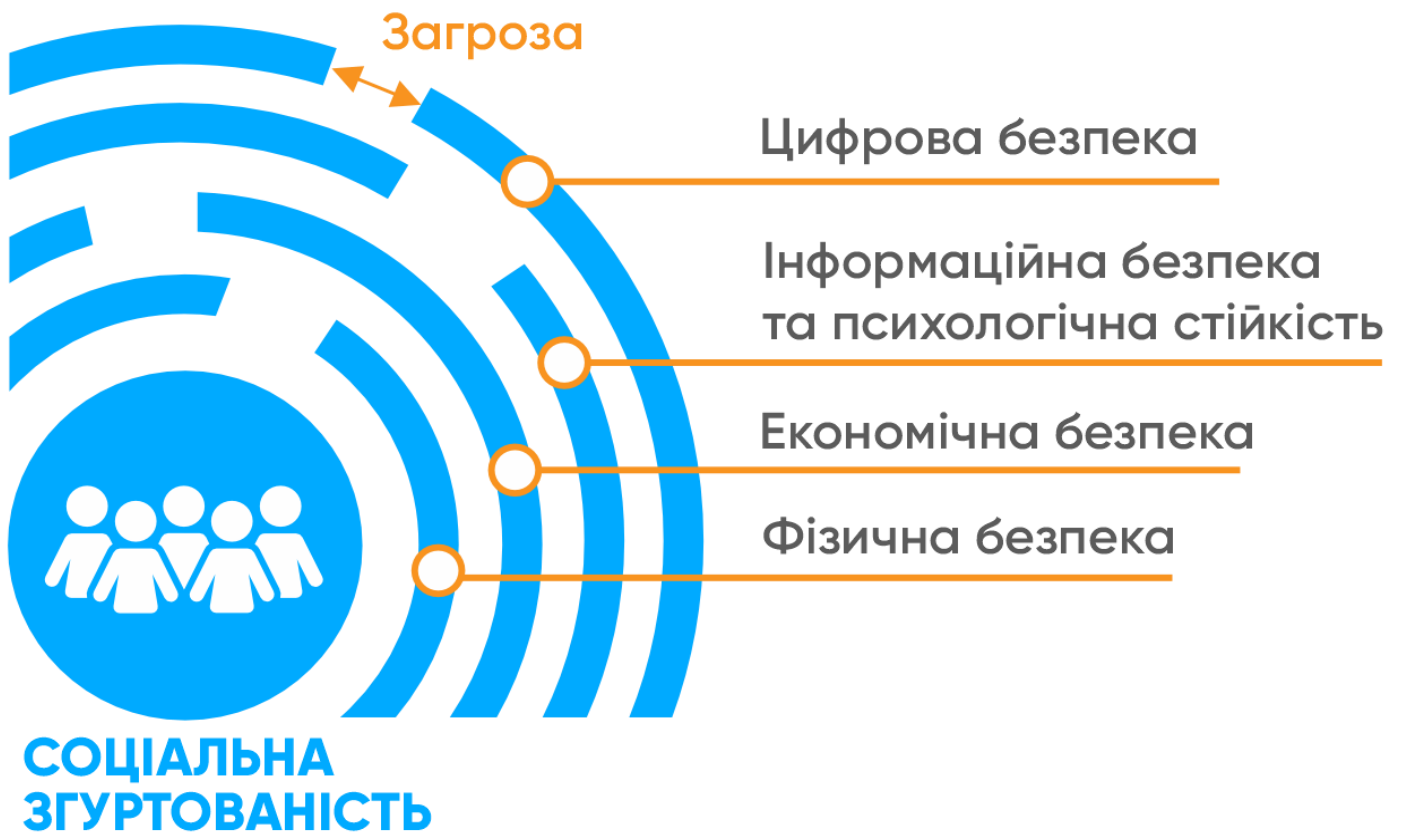 Загроза
Цифрова безпека
Інформаційна безпека
та психологічна стійкість
Економічна безпека
Фізична безпека
СОЦІАЛЬНА
ЗГУРТОВАНІСТЬ